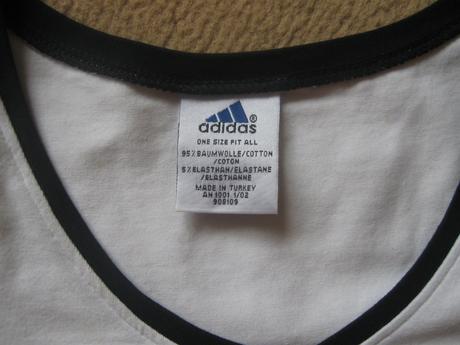 adidas®
ONE SIZE FIT ALL
95% BAUMWOLLE/COTTON
/COTON
5% ELASTHAN/ELASTANE
/ELASTHANNE
MADE IN TURKEY
AN 1001 1/02
908109